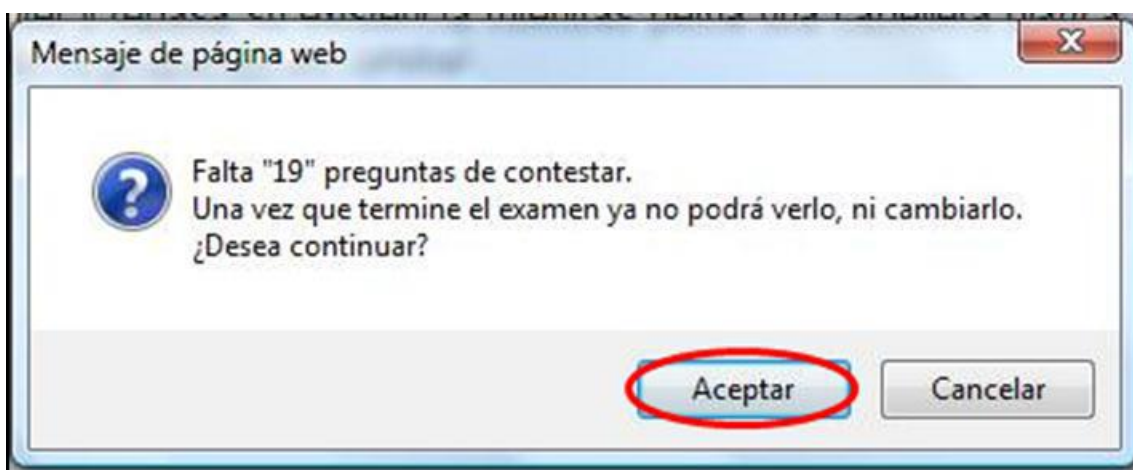 Mensaje de página web
Falta "19" preguntas de contestar.
Una vez que termine el examen ya no podrá verlo, ni cambiarlo.
¿Desea continuar?
Aceptar
Cancelar